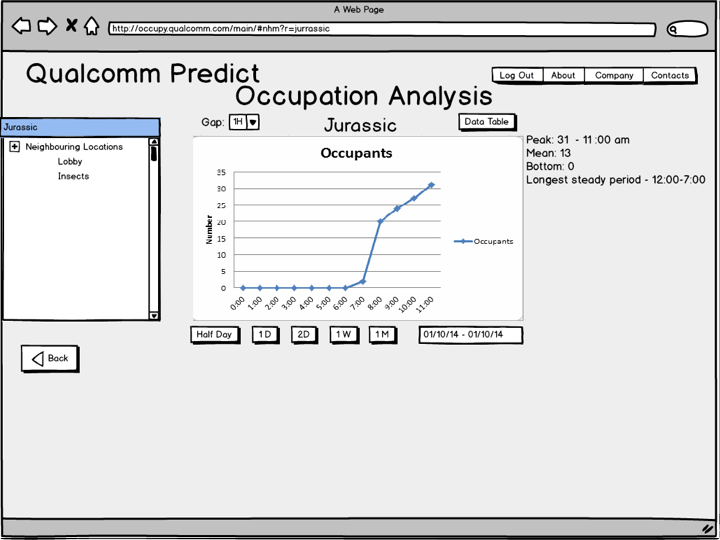 A Web Page
http://occupy.qualcomm.com/main/#nhm?r=jurrassic
Qualcomm Predict
Log Out About Company Contacts
Occupation Analysis
Jurassic
Gap: 1H
Jurassic
Data Table
Neighbouring Locations
Lobby
Insects
Occupants
Number
35
30
25
20
15
10
5
0
0:00 1:00 2:00 3:00 4:00 5:00 6:00 7:00 8:00 9:00 10:00 11:00
Occupants
Peak: 31 - 11:00 am
Mean: 13
Bottom: 0
Longest steady period - 12:00-7:00
Half Day 1 D 2D 1 W 1 M 01/10/14 - 01/10/14
Back